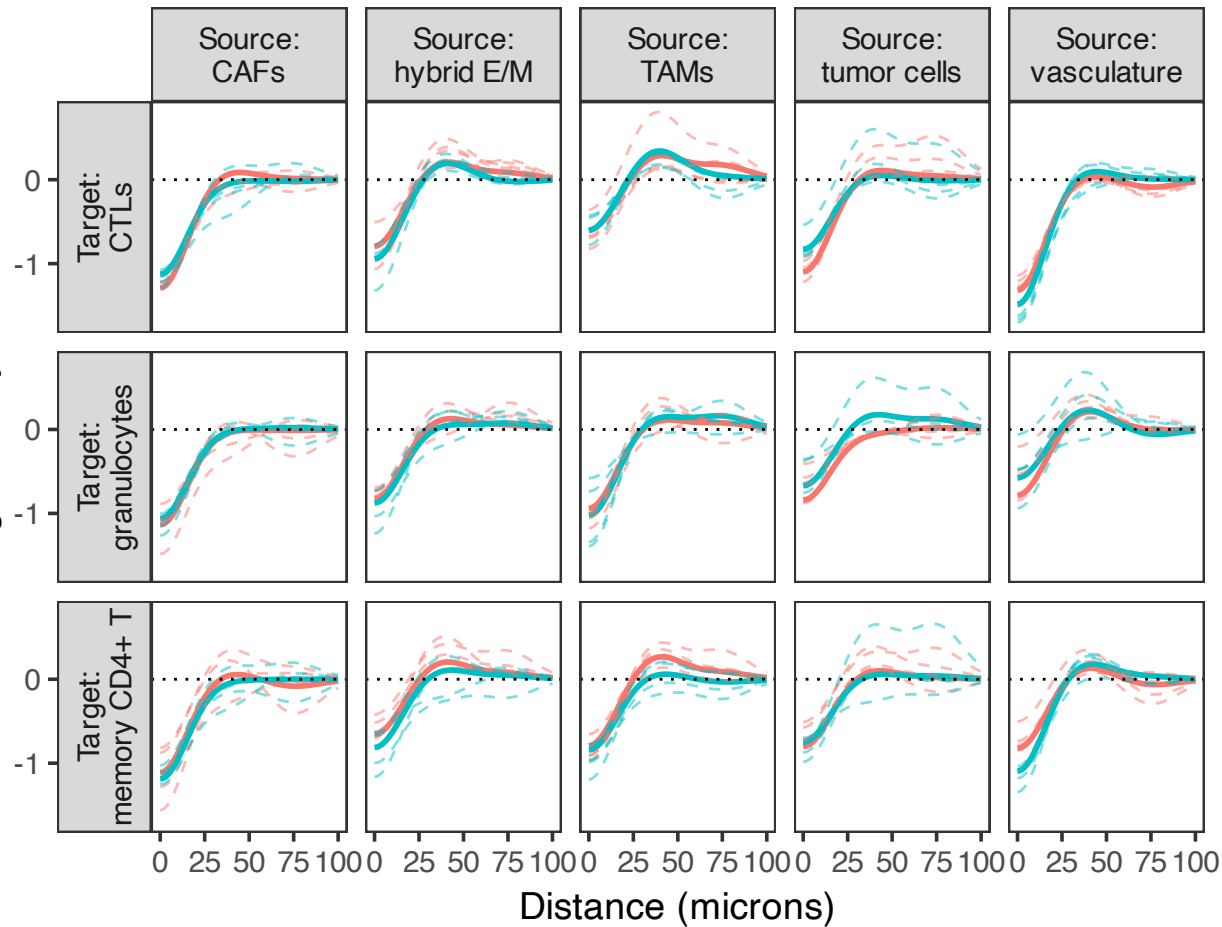 Source:
CAFs
Source:
hybrid E/M
Source:
TAMs
Source:
tumor cells
Source:
vasculature
Target:
CTLs
0
-1
Target:
granulocytes
0
-1
Target:
memory CD4+ T
0
-1
0 25 50 75 100
0 25 50 75 100
0 25 50 75 100
0 25 50 75 100
0 25 50 75 100
Distance (microns)